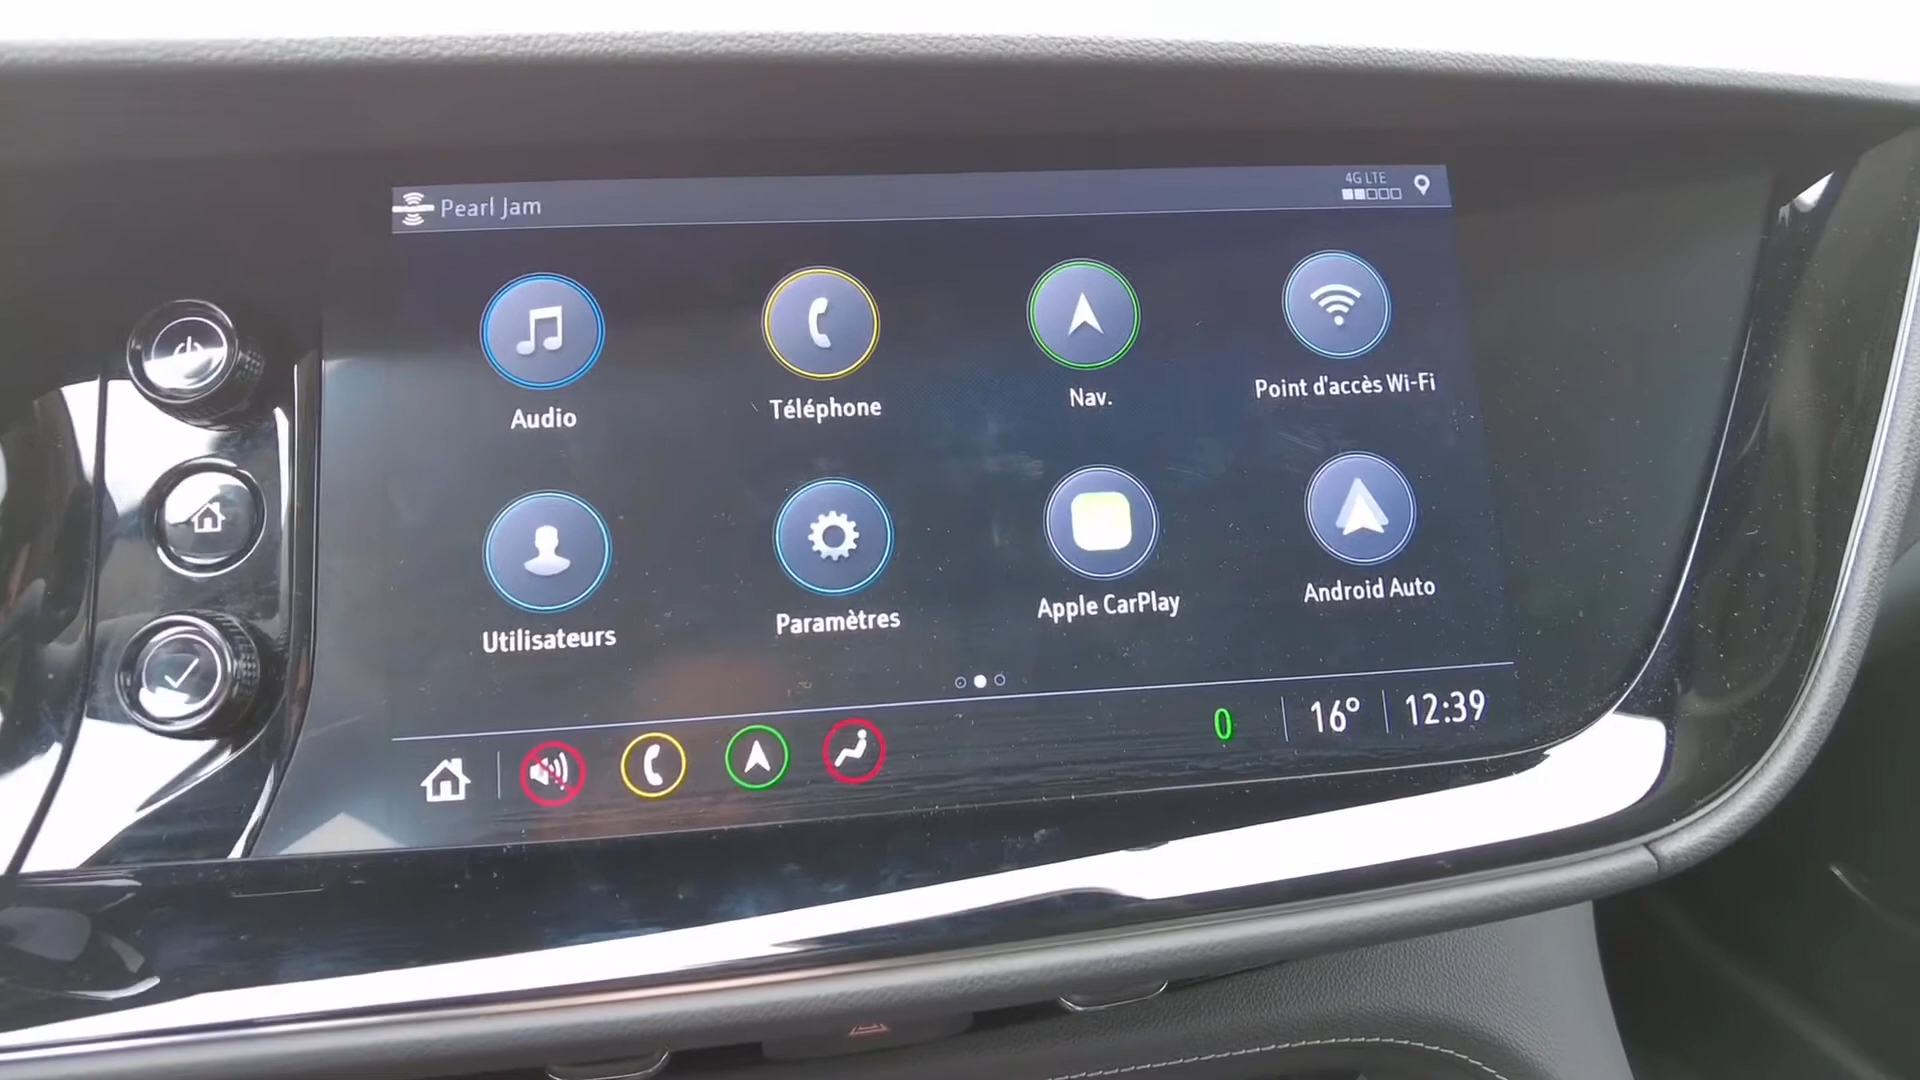 Pearl Jam
4G LTE
Audio
Téléphone
Nav.
Point d'accès Wi-Fi
Utilisateurs
Paramètres
Apple CarPlay
Android Auto
0
16°
12:39